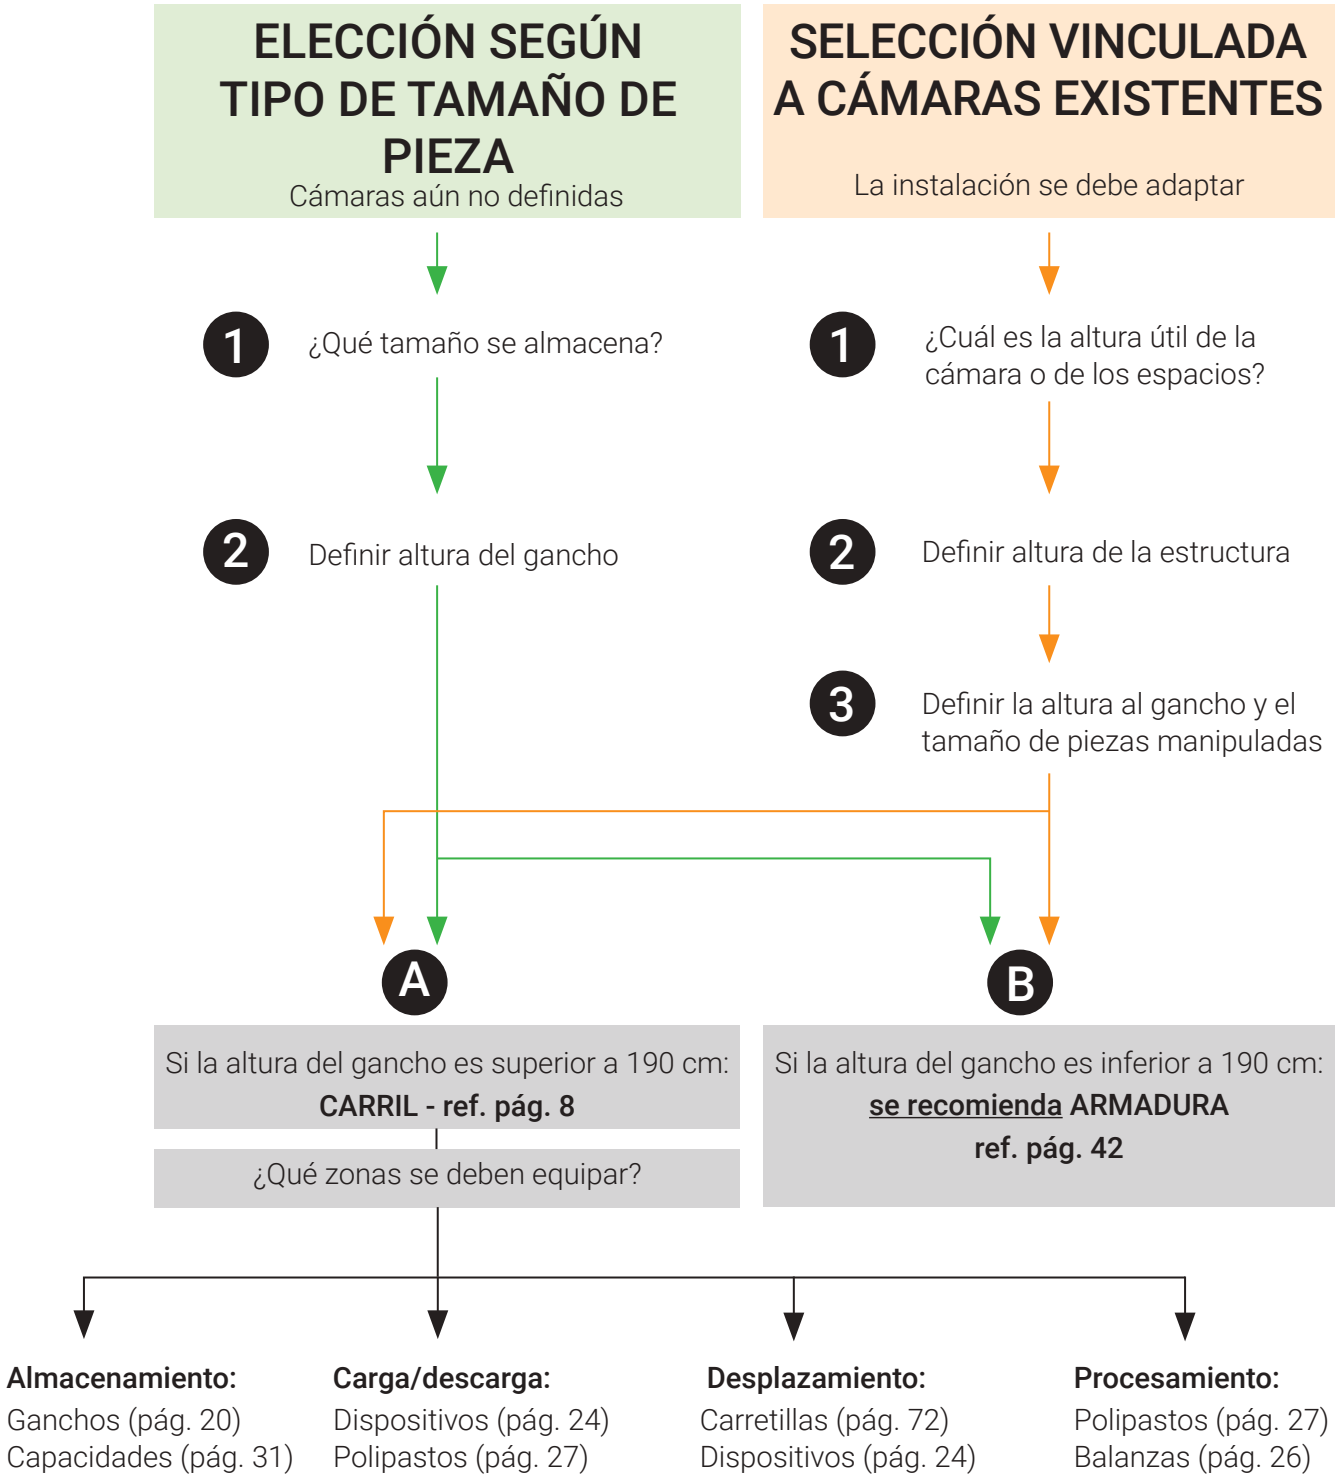 ELECCIÓN SEGÚN
TIPO DE TAMAÑO DE
PIEZA
Cámaras aún no definidas
1
¿Qué tamaño se almacena?
2
Definir altura del gancho
SELECCIÓN VINCULADA
A CÁMARAS EXISTENTES
La instalación se debe adaptar
1
¿Cuál es la altura útil de la
cámara o de los espacios?
2
Definir altura de la estructura
3
Definir la altura al gancho y el
tamaño de piezas manipuladas
A
Si la altura del gancho es superior a 190 cm:
CARRIL - ref. pág. 8
¿Qué zonas se deben equipar?
B
Si la altura del gancho es inferior a 190 cm:
se recomienda ARMADURA
ref. pág. 42
Almacenamiento:
Ganchos (pág. 20)
Capacidades (pág. 31)
Carga/descarga:
Dispositivos (pág. 24)
Polipastos (pág. 27)
Desplazamiento:
Carretillas (pág. 72)
Dispositivos (pág. 24)
Procesamiento:
Polipastos (pág. 27)
Balanzas (pág. 26)